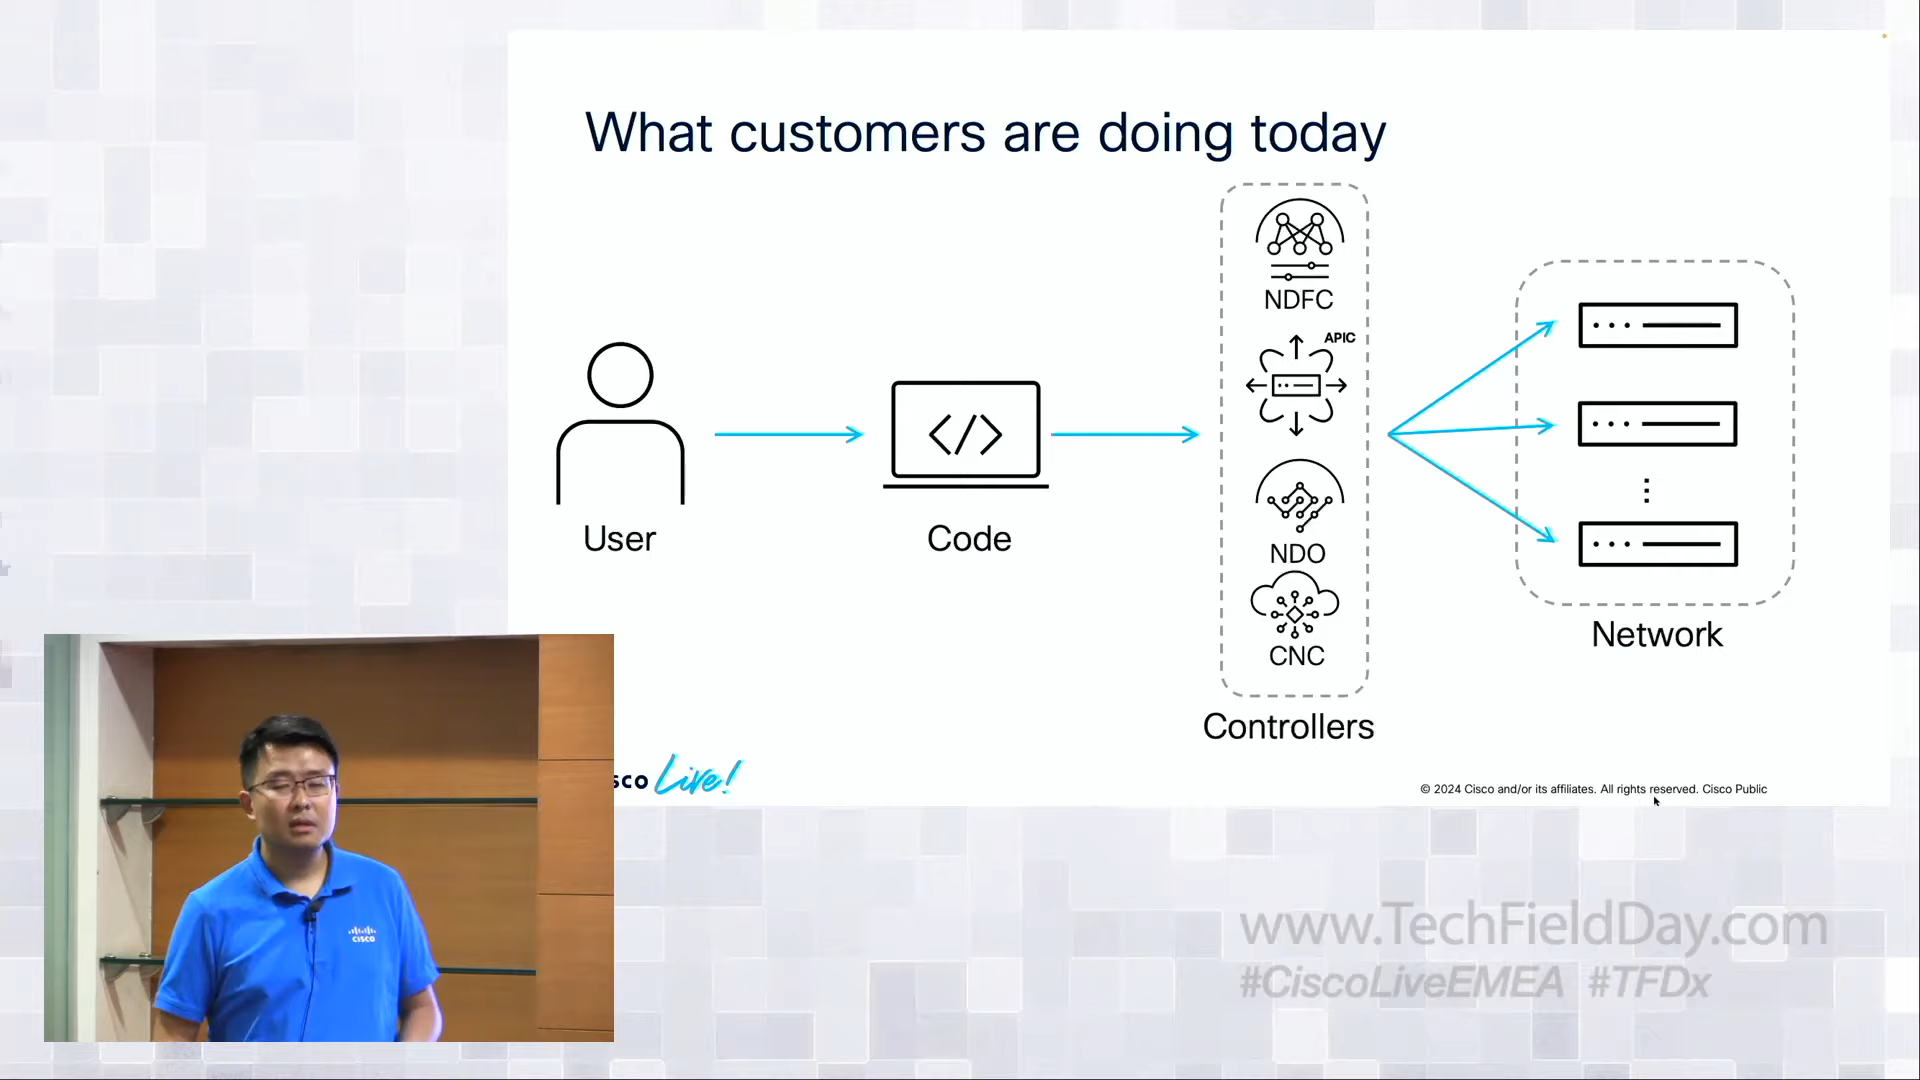 What customers are doing today
NDFC
APIC
NDO
CNC
User
Code
Controllers
Network
sco Live!
© 2024 Cisco and/or its affiliates. All rights reserved. Cisco Public
CISCO
www.TechFieldDay.com
#CiscoLiveEMEA #TFDx